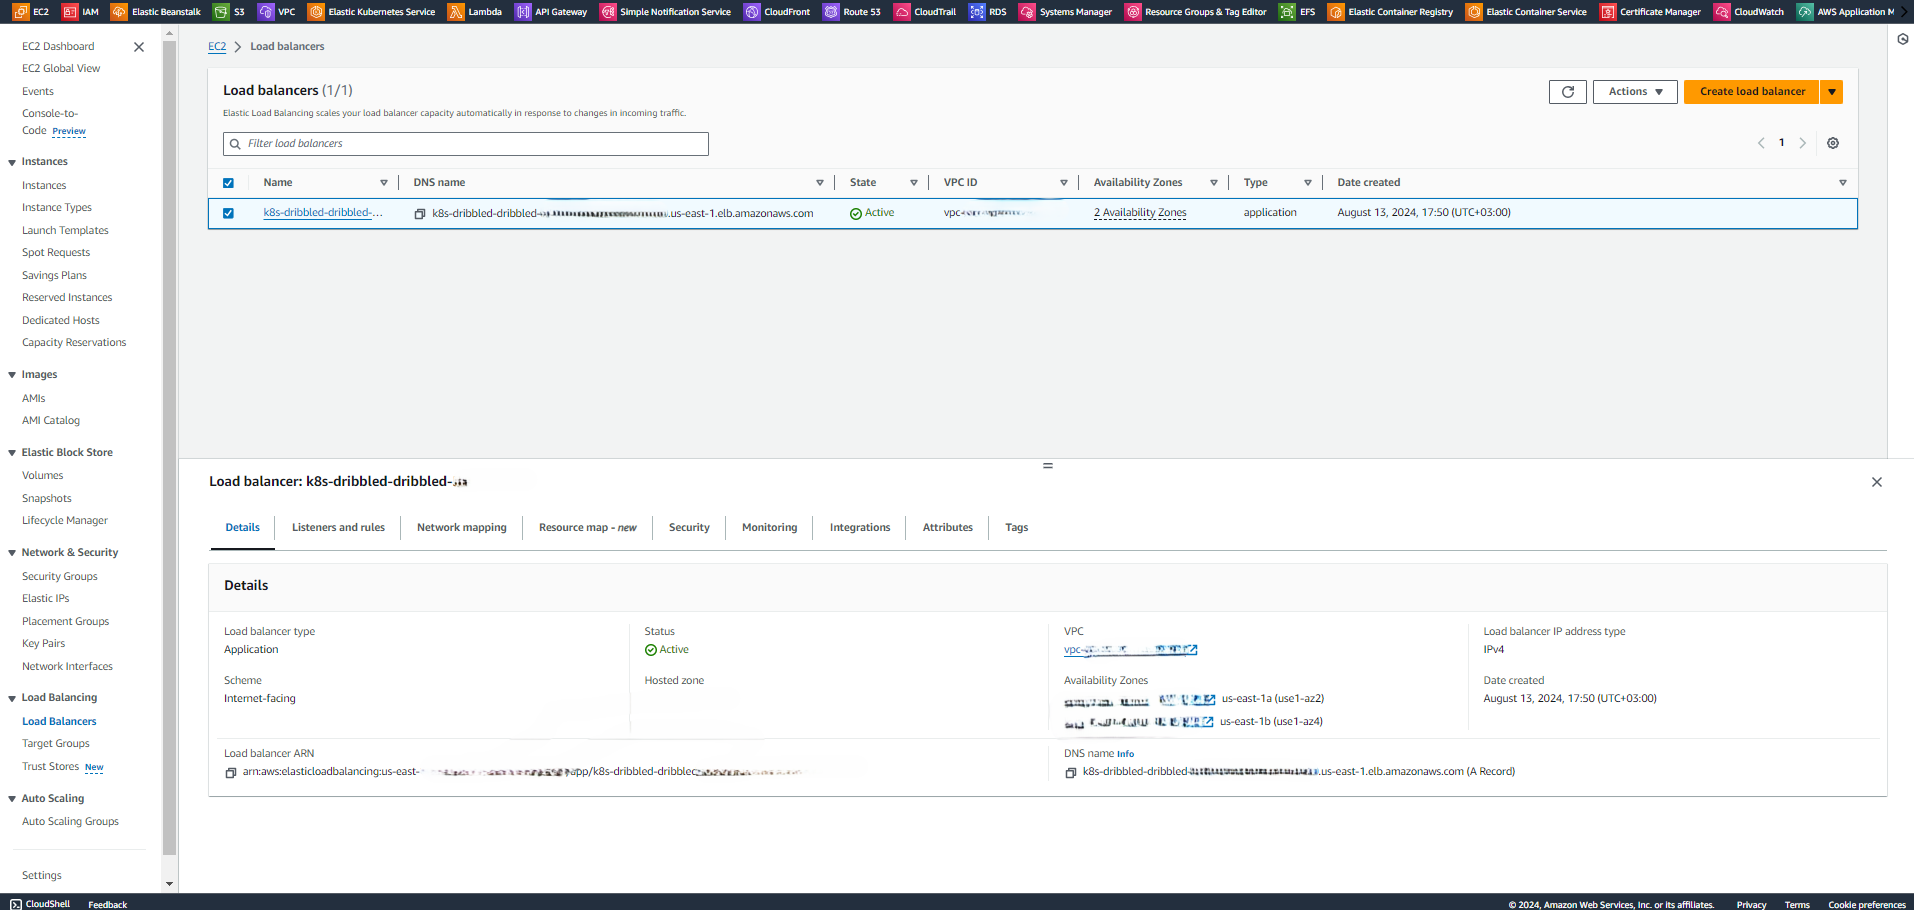 EC2 IAM Elastic Beanstalk S3 VPC Elastic Kubernetes Service Lambda API Gateway Simple Notification Service CloudFront Route 53 CloudTrail RDS Systems Manager Resource Groups & Tag Editor EFS Elastic Container Registry Elastic Container Service Certificate Manager CloudWatch AWS Application M
EC2 Dashboard
EC2 Global View
Events
Console-to-
Code Preview
Instances
Instances
Instance Types
Launch Templates
Spot Requests
Savings Plans
Reserved Instances
Dedicated Hosts
Capacity Reservations
Images
AMIs
AMI Catalog
Elastic Block Store
Volumes
Snapshots
Lifecycle Manager
Network & Security
Security Groups
Elastic IPs
Placement Groups
Key Pairs
Network Interfaces
Load Balancing
Load Balancers
Target Groups
Trust Stores New
Auto Scaling
Auto Scaling Groups
Settings
EC2 > Load balancers
Load balancers (1/1)
Actions
Create load balancer
Elastic Load Balancing scales your load balancer capacity automatically in response to changes in incoming traffic.
Filter load balancers
1
Name DNS name State VPC ID Availability Zones Type Date created
k8s-dribbled-dribbled-... k8s-dribbled-dribbled- .us-east-1.elb.amazonaws.com Active vpc- 2 Availability Zones application August 13, 2024, 17:50 (UTC+03:00)
Load balancer: k8s-dribbled-dribbled-
Details Listeners and rules Network mapping Resource map - new Security Monitoring Integrations Attributes Tags
Details
Load balancer type
Application
Status
Active
VPC
vpc-
Load balancer IP address type
IPv4
Scheme
Internet-facing
Hosted zone
Availability Zones
us-east-1a (use1-az2)
us-east-1b (use1-az4)
Date created
August 13, 2024, 17:50 (UTC+03:00)
Load balancer ARN
arn:aws:elasticloadbalancing:us-east- app/k8s-dribbled-dribblec
DNS name Info
k8s-dribbled-dribbled- .us-east-1.elb.amazonaws.com (A Record)
CloudShell Feedback
© 2024, Amazon Web Services, Inc. or its affiliates. Privacy Terms Cookie preferences